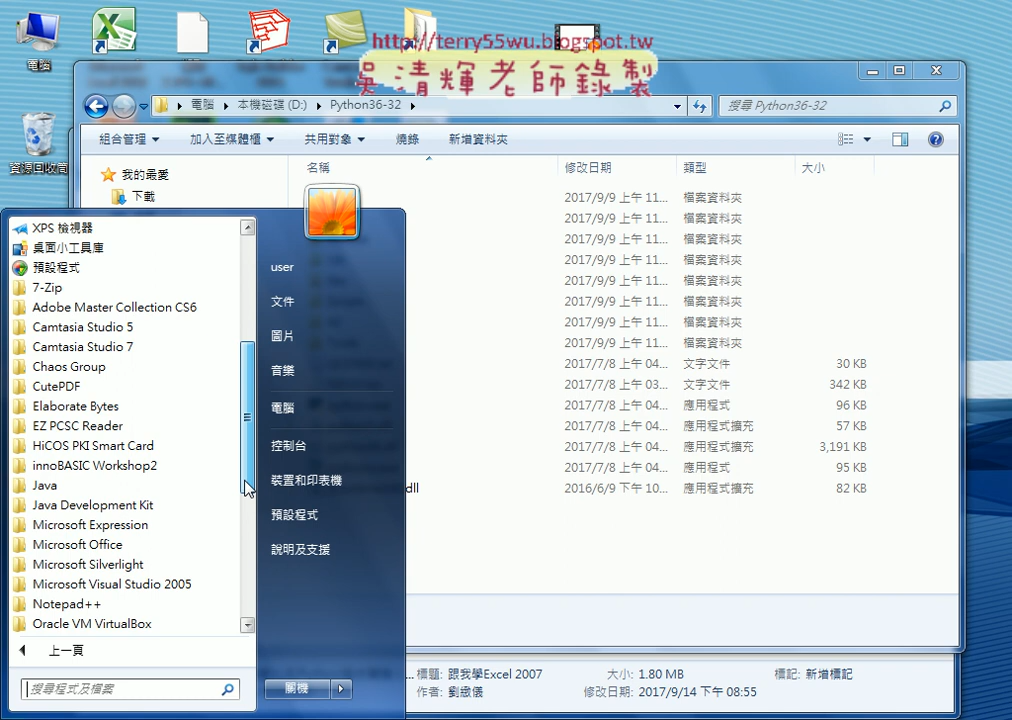 http://terry55wu.blogspot.tw
吳清輝老師錄製
電腦
資源回收筒
電腦 本機磁碟 (D:) Python36-32
搜尋 Python36-32
組合管理 加入至媒體櫃 共用對象 燒錄 新增資料夾
我的最愛
下載
名稱 修改日期 類型 大小
2017/9/9 上午 11... 檔案資料夾
2017/9/9 上午 11... 檔案資料夾
2017/9/9 上午 11... 檔案資料夾
2017/9/9 上午 11... 檔案資料夾
2017/9/9 上午 11... 檔案資料夾
2017/9/9 上午 11... 檔案資料夾
2017/9/9 上午 11... 檔案資料夾
2017/9/9 上午 11... 檔案資料夾
2017/7/8 上午 04... 文字文件 30 KB
2017/7/8 上午 03... 文字文件 342 KB
2017/7/8 上午 04... 應用程式 96 KB
2017/7/8 上午 04... 應用程式擴充 57 KB
2017/7/8 上午 04... 應用程式擴充 3,191 KB
2017/7/8 上午 04... 應用程式 95 KB
dll 2016/6/9 下午 10... 應用程式擴充 82 KB
XPS 檢視器
桌面小工具庫
預設程式
7-Zip
Adobe Master Collection CS6
Camtasia Studio 5
Camtasia Studio 7
Chaos Group
CutePDF
Elaborate Bytes
EZ PCSC Reader
HiCOS PKI Smart Card
innoBASIC Workshop2
Java
Java Development Kit
Microsoft Expression
Microsoft Office
Microsoft Silverlight
Microsoft Visual Studio 2005
Notepad++
Oracle VM VirtualBox
上一頁
搜尋程式及檔案
user
文件
圖片
音樂
電腦
控制台
裝置和印表機
預設程式
說明及支援
關機
... 標題: 跟我學Excel 2007 大小: 1.80 MB 標記: 新增標記
作者: 劉緻儀 修改日期: 2017/9/14 下午 08:55